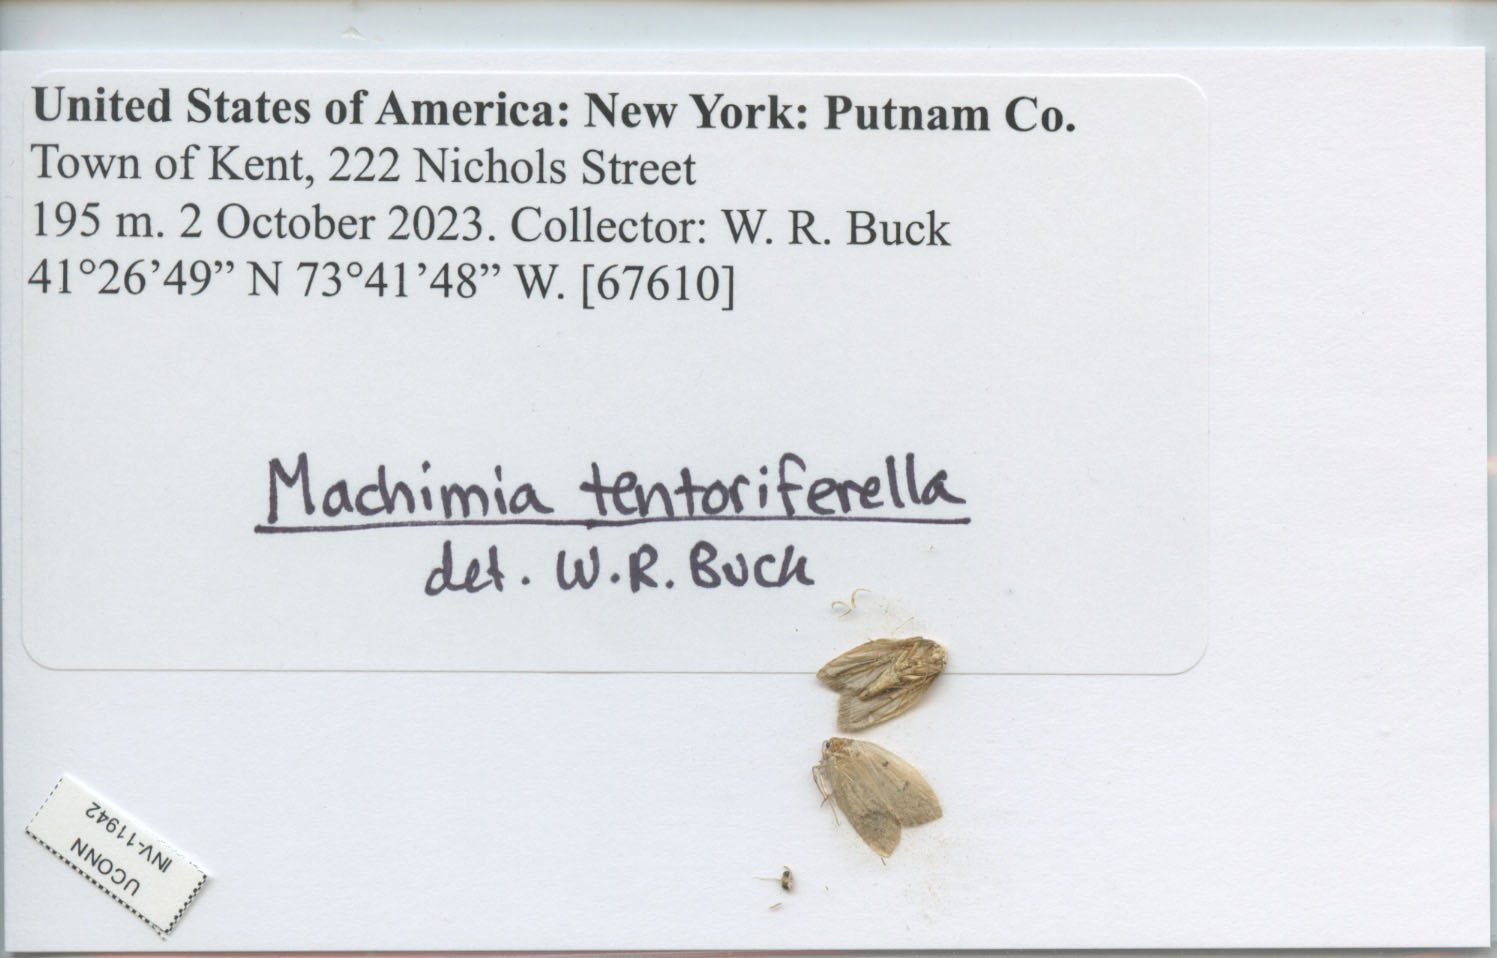 United States of America: New York: Putnam Co.
Town of Kent, 222 Nichols Street
195 m. 2 October 2023. Collector: W. R. Buck
41°26’49” N 73°41’48” W. [67610]
Machimia tentoriferella
det. W.R. Buck
UCONN
INV-11942